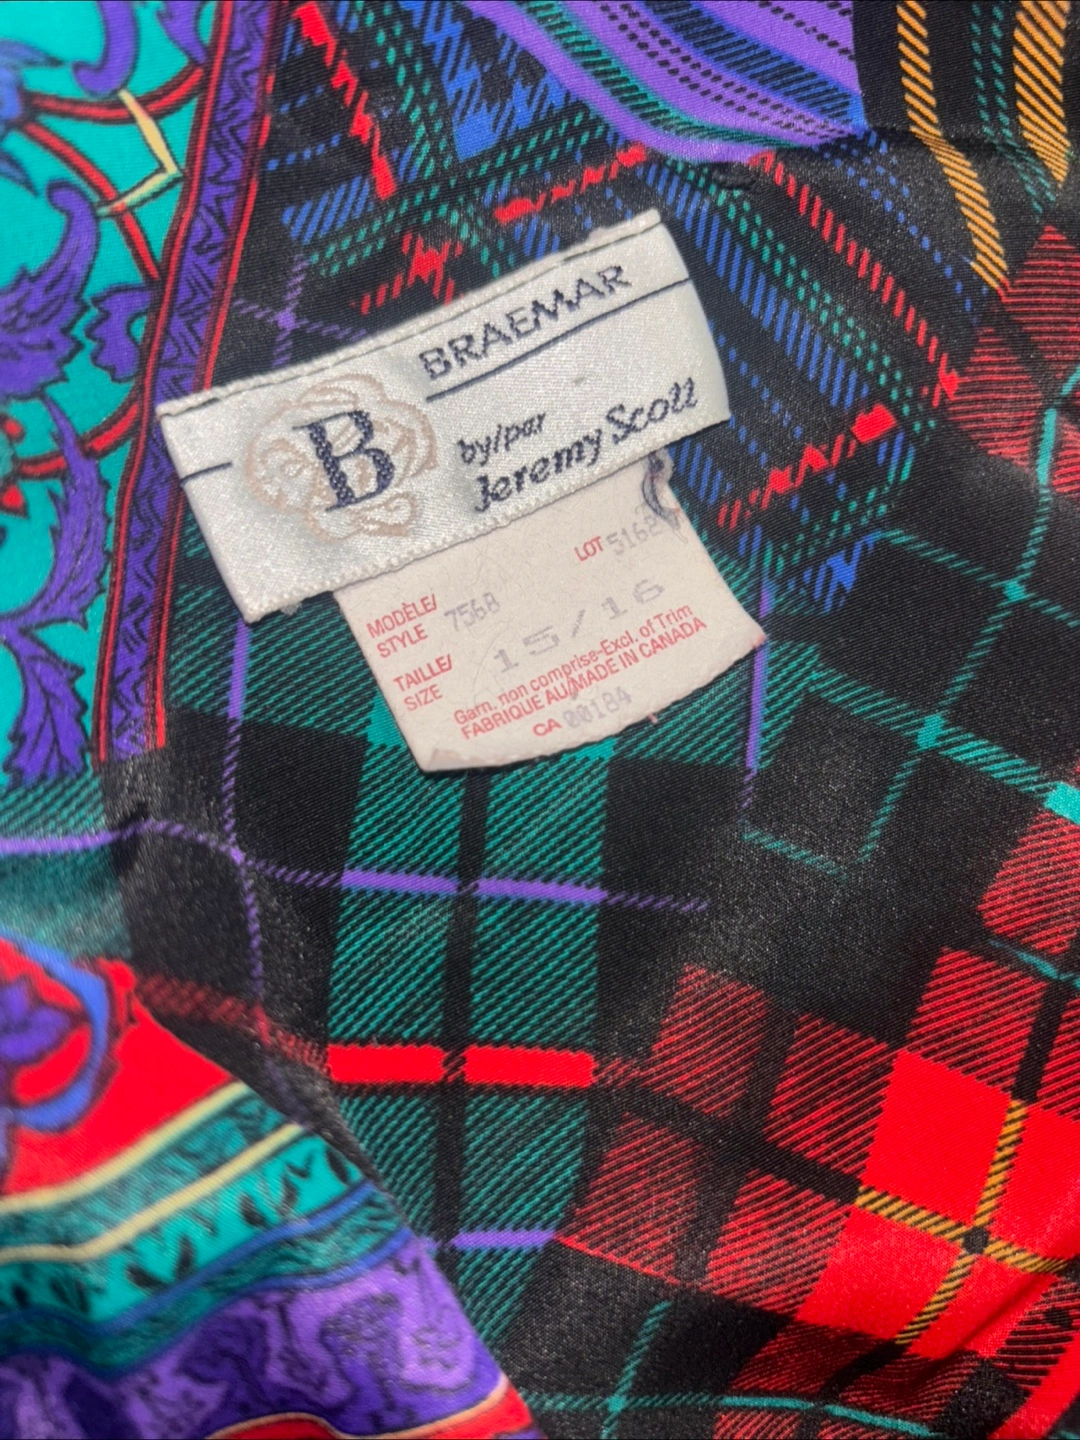 BRAEMAR
B
by/par
Jeremy Scott
LOT 5162
MODÈLE/
STYLE 7568
TAILLE/
SIZE 15/16
Garn. non comprise-Excl. of Trim
FABRIQUE AU/MADE IN CANADA
CA 00184